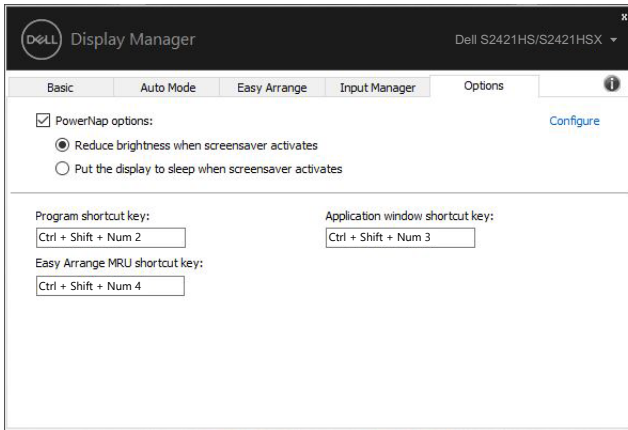 x
DELL Display Manager Dell S2421HS/S2421HSX
Basic Auto Mode Easy Arrange Input Manager Options i
PowerNap options: Configure
Reduce brightness when screensaver activates
Put the display to sleep when screensaver activates
Program shortcut key: Application window shortcut key:
Ctrl + Shift + Num 2 Ctrl + Shift + Num 3
Easy Arrange MRU shortcut key:
Ctrl + Shift + Num 4